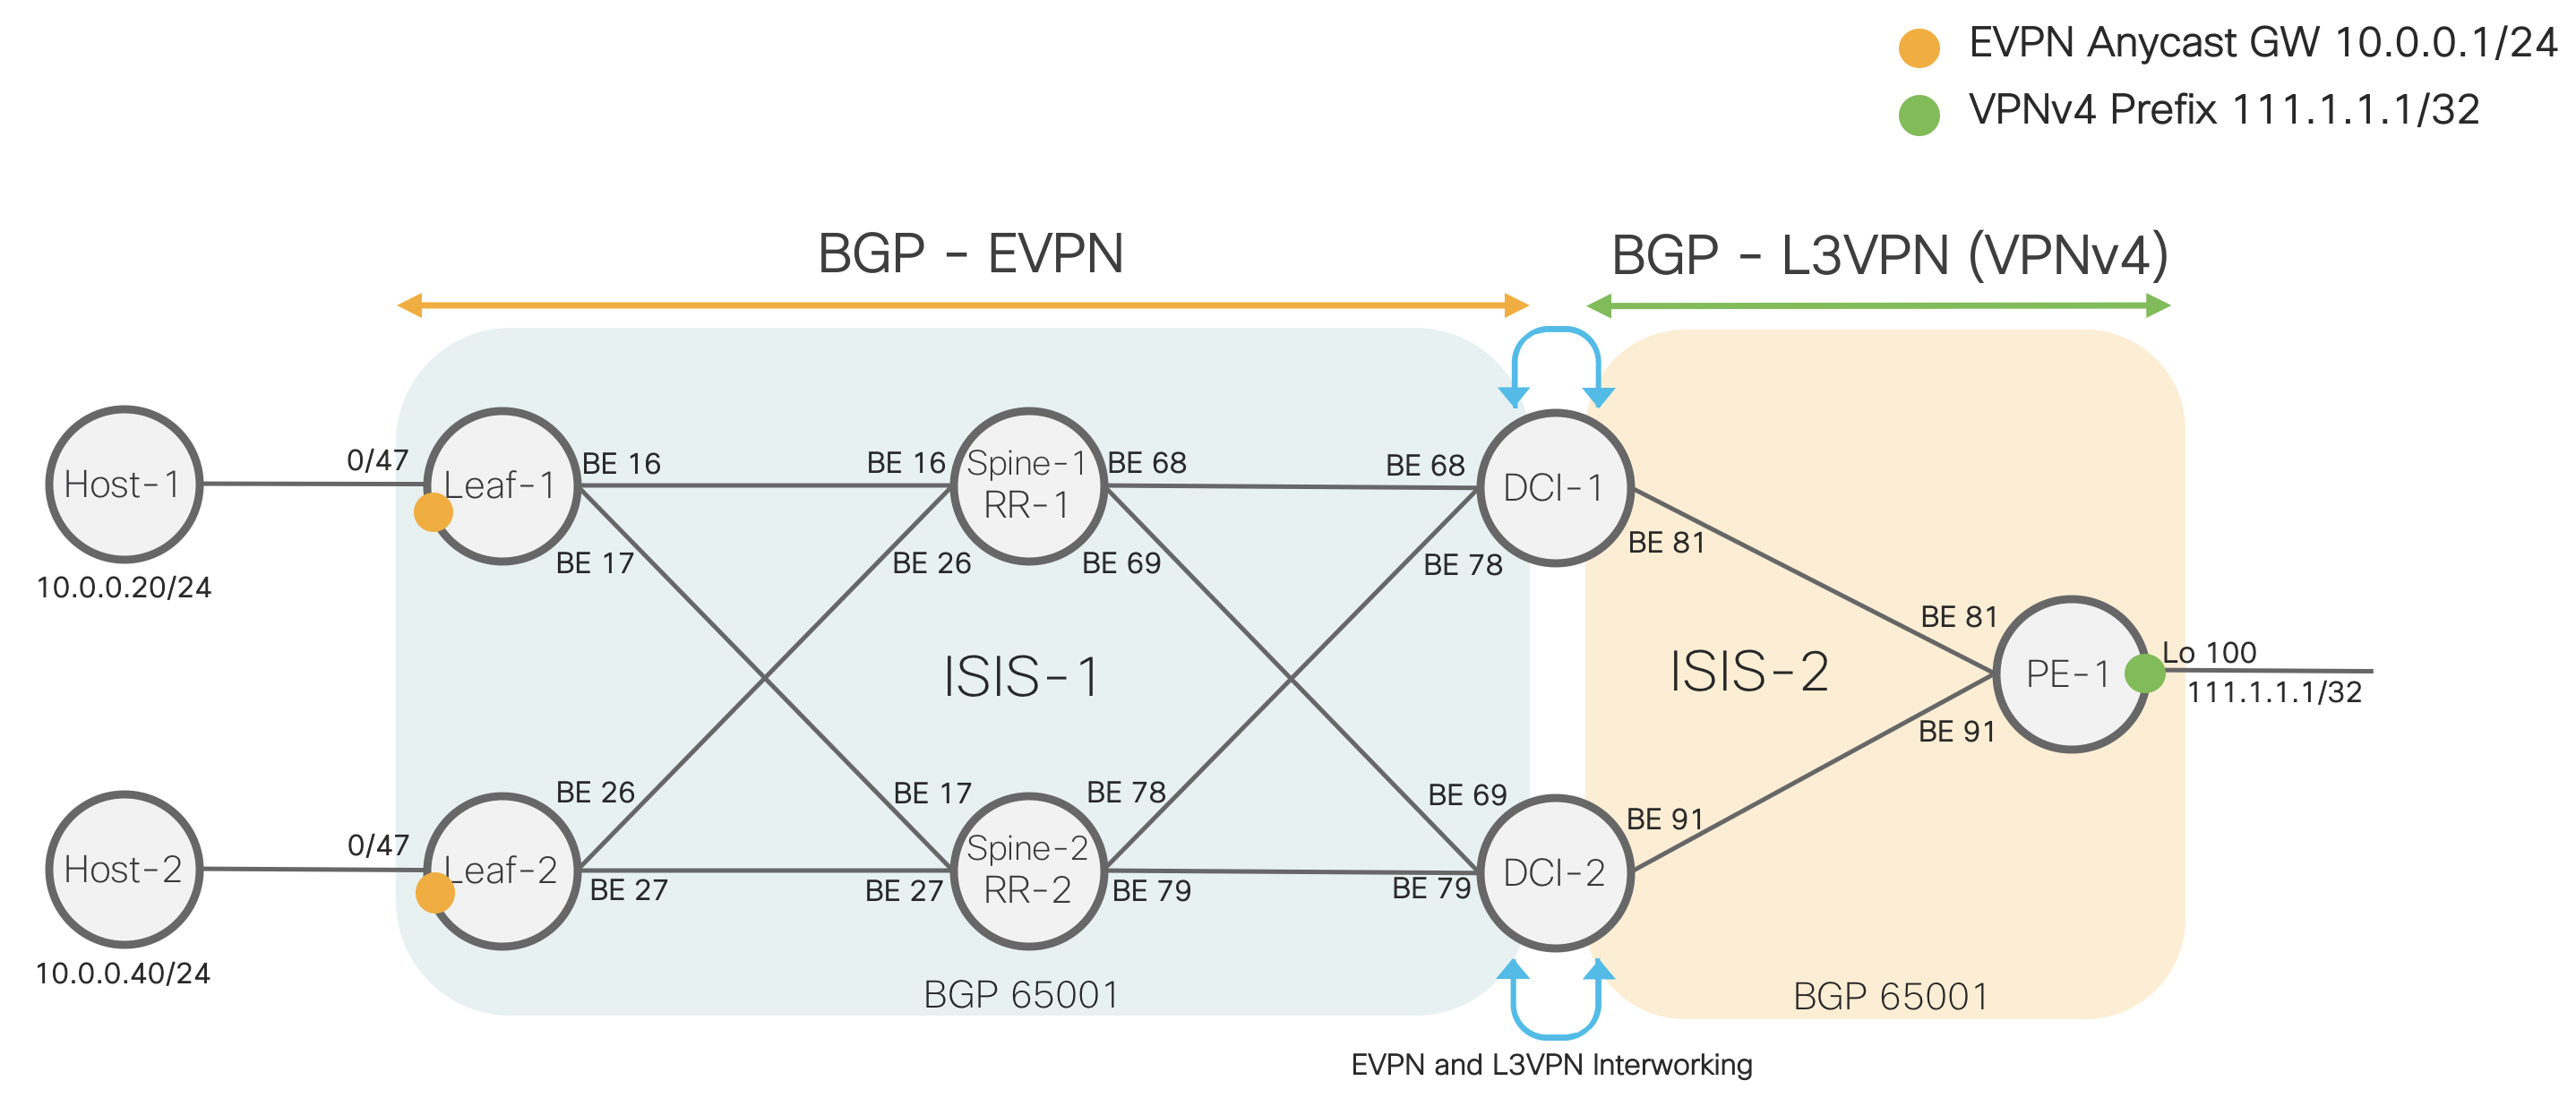 EVPN Anycast GW 10.0.0.1/24
VPNv4 Prefix 111.1.1.1/32
BGP - EVPN
BGP - L3VPN (VPNv4)
Host-1
10.0.0.20/24
0/47
Leaf-1
BE 16
BE 17
BE 16
BE 26
Spine-1
RR-1
BE 68
BE 69
BE 68
BE 78
DCI-1
BE 81
ISIS-1
ISIS-2
BE 81
BE 91
PE-1
Lo 100
111.1.1.1/32
Host-2
10.0.0.40/24
0/47
Leaf-2
BE 26
BE 27
BE 17
BE 27
Spine-2
RR-2
BE 78
BE 79
BE 69
BE 79
DCI-2
BE 91
BGP 65001
BGP 65001
EVPN and L3VPN Interworking